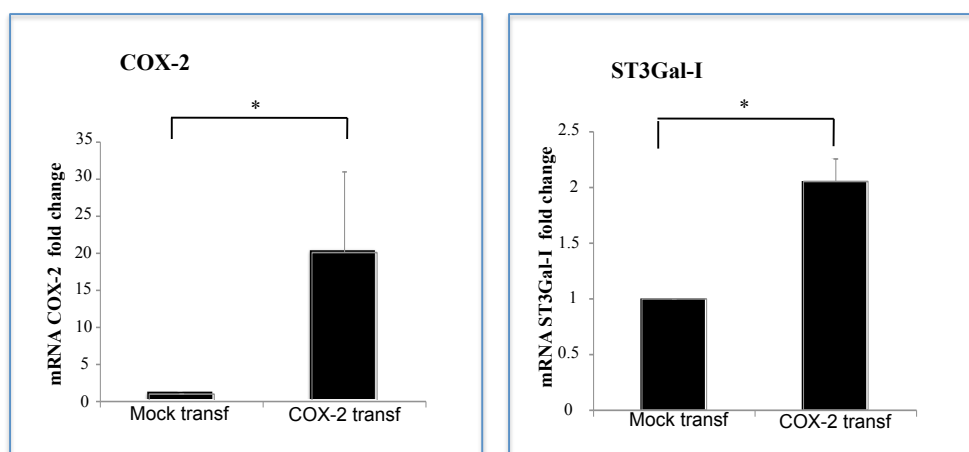 COX-2
*
mRNA COX-2 fold change
35
30
25
20
15
10
5
0
Mock transf
COX-2 transf
ST3Gal-I
*
mRNA ST3Gal-I fold change
2.5
2
1.5
1
0.5
0
Mock transf
COX-2 transf